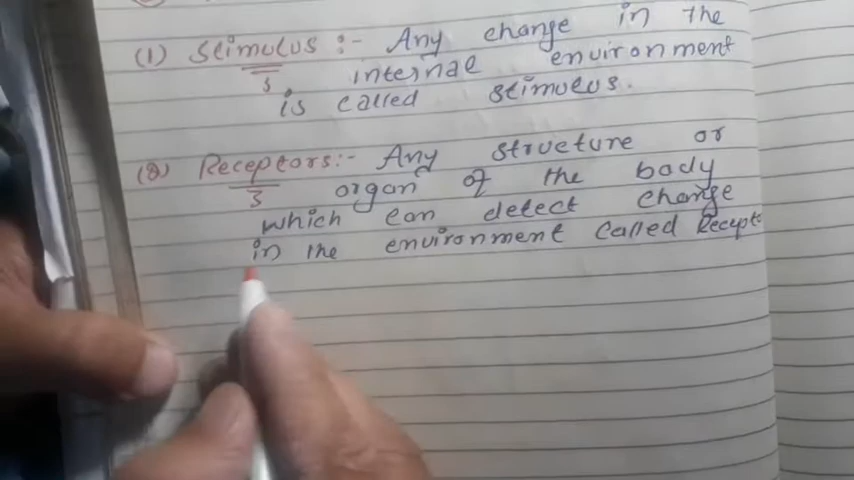 (1) Stimulus :- Any change in the
internal environment
is called stimulus.
(2) Receptors:- Any structure or
organ of the body
which can detect change
in the environment called Recept